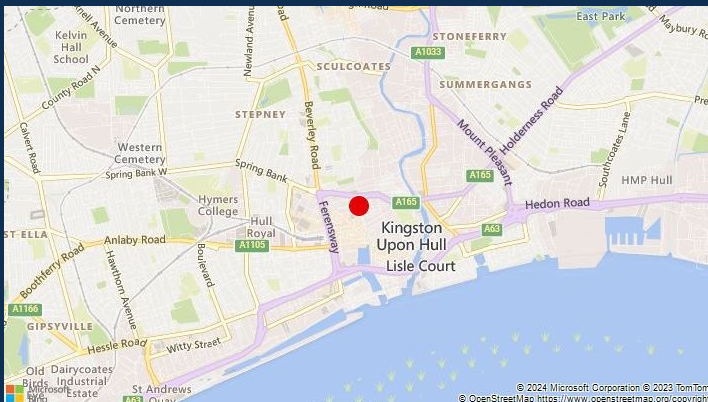 Northern
Cemetery
Kelvin
Hall
School
County Road N
Newland Avenu
Road
STONEFERRY
A1033
East Park
SCULCOATES
SUMMERGANGS
Calvert Road
STEPNEY
Beverley Road
Mount Pleasant
Holderness Road
Southcoates Lane
Western
Cemetery
Spring Bank W
Spring Bank
A165
HMP Hull
Hymers
College
A165
Hedon Road
Hull
Royal
Ferensway
Kingston
Upon Hull
A63
ST ELLA
Anlaby Road
A1105
Lisle Court
Boothferry Road
Hawthorn Avenue
Boulevard
A1166
GIPSYVILLE
Hessle Road
Witty Street
Old
Birds
Eye
Dairycoates
Industrial
Estate
St Andrews
Quay
A63
Microsoft
Bing
© 2024 Microsoft Corporation © 2023 TomTom
© OpenStreetMap https://www.openstreetmap.org/copyright